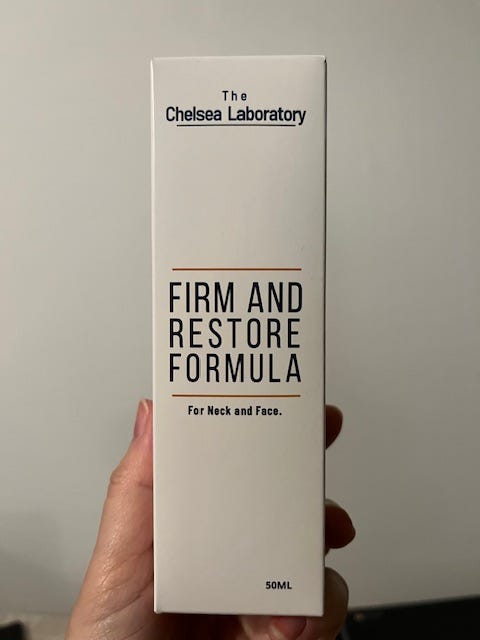 The
Chelsea Laboratory
FIRM AND
RESTORE
FORMULA
For Neck and Face.
50ML